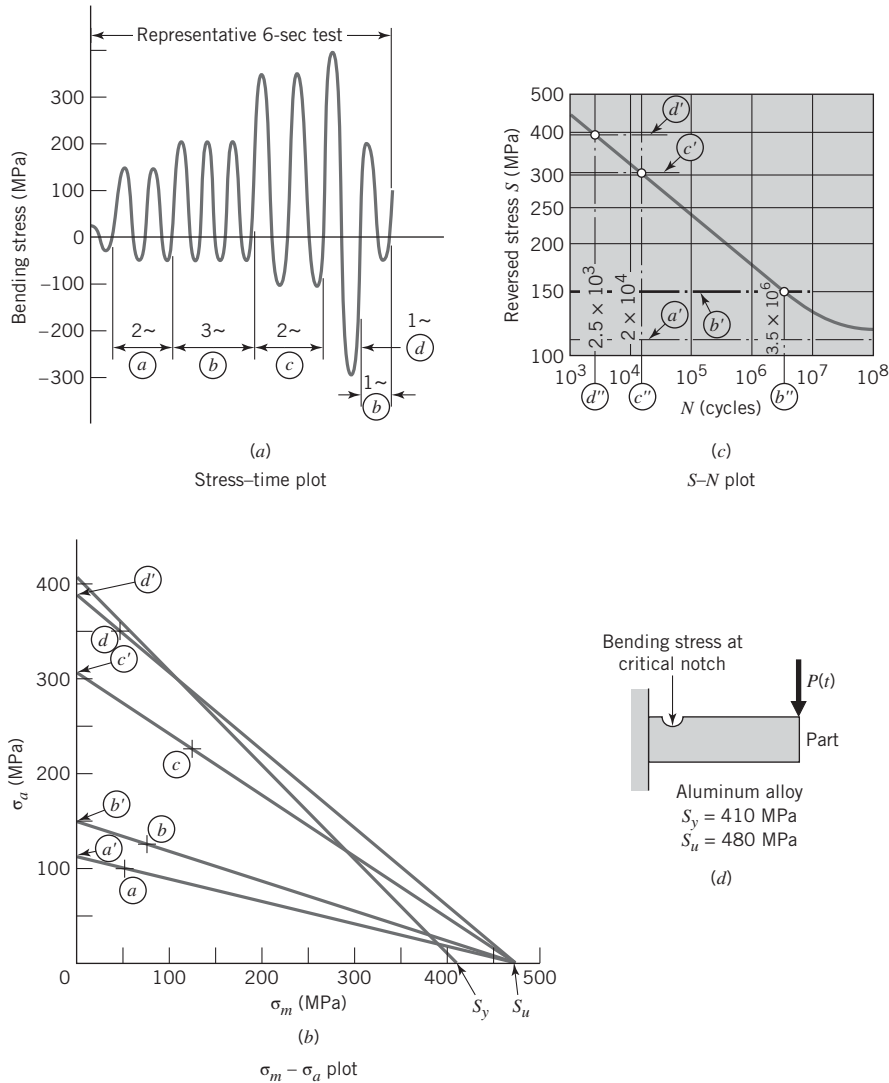 Representative 6-sec test
Bending stress (MPa)
300
200
100
0
−100
−200
−300
2~
a
3~
b
2~
c
1~
d
1~
b
(a)
Stress–time plot
Reversed stress S (MPa)
500
400
300
250
200
150
100
d'
c'
b'
a'
2.5 × 10³
2 × 10⁴
3.5 × 10⁶
10³
10⁴
10⁵
10⁶
10⁷
10⁸
d''
c''
N (cycles)
b''
(c)
S–N plot
σa (MPa)
400
300
200
100
0
d'
d
c'
c
b'
b
a'
a
100
200
300
400
500
σm (MPa)
Sy
Su
(b)
σm − σa plot
Bending stress at
critical notch
P(t)
Part
Aluminum alloy
Sy = 410 MPa
Su = 480 MPa
(d)